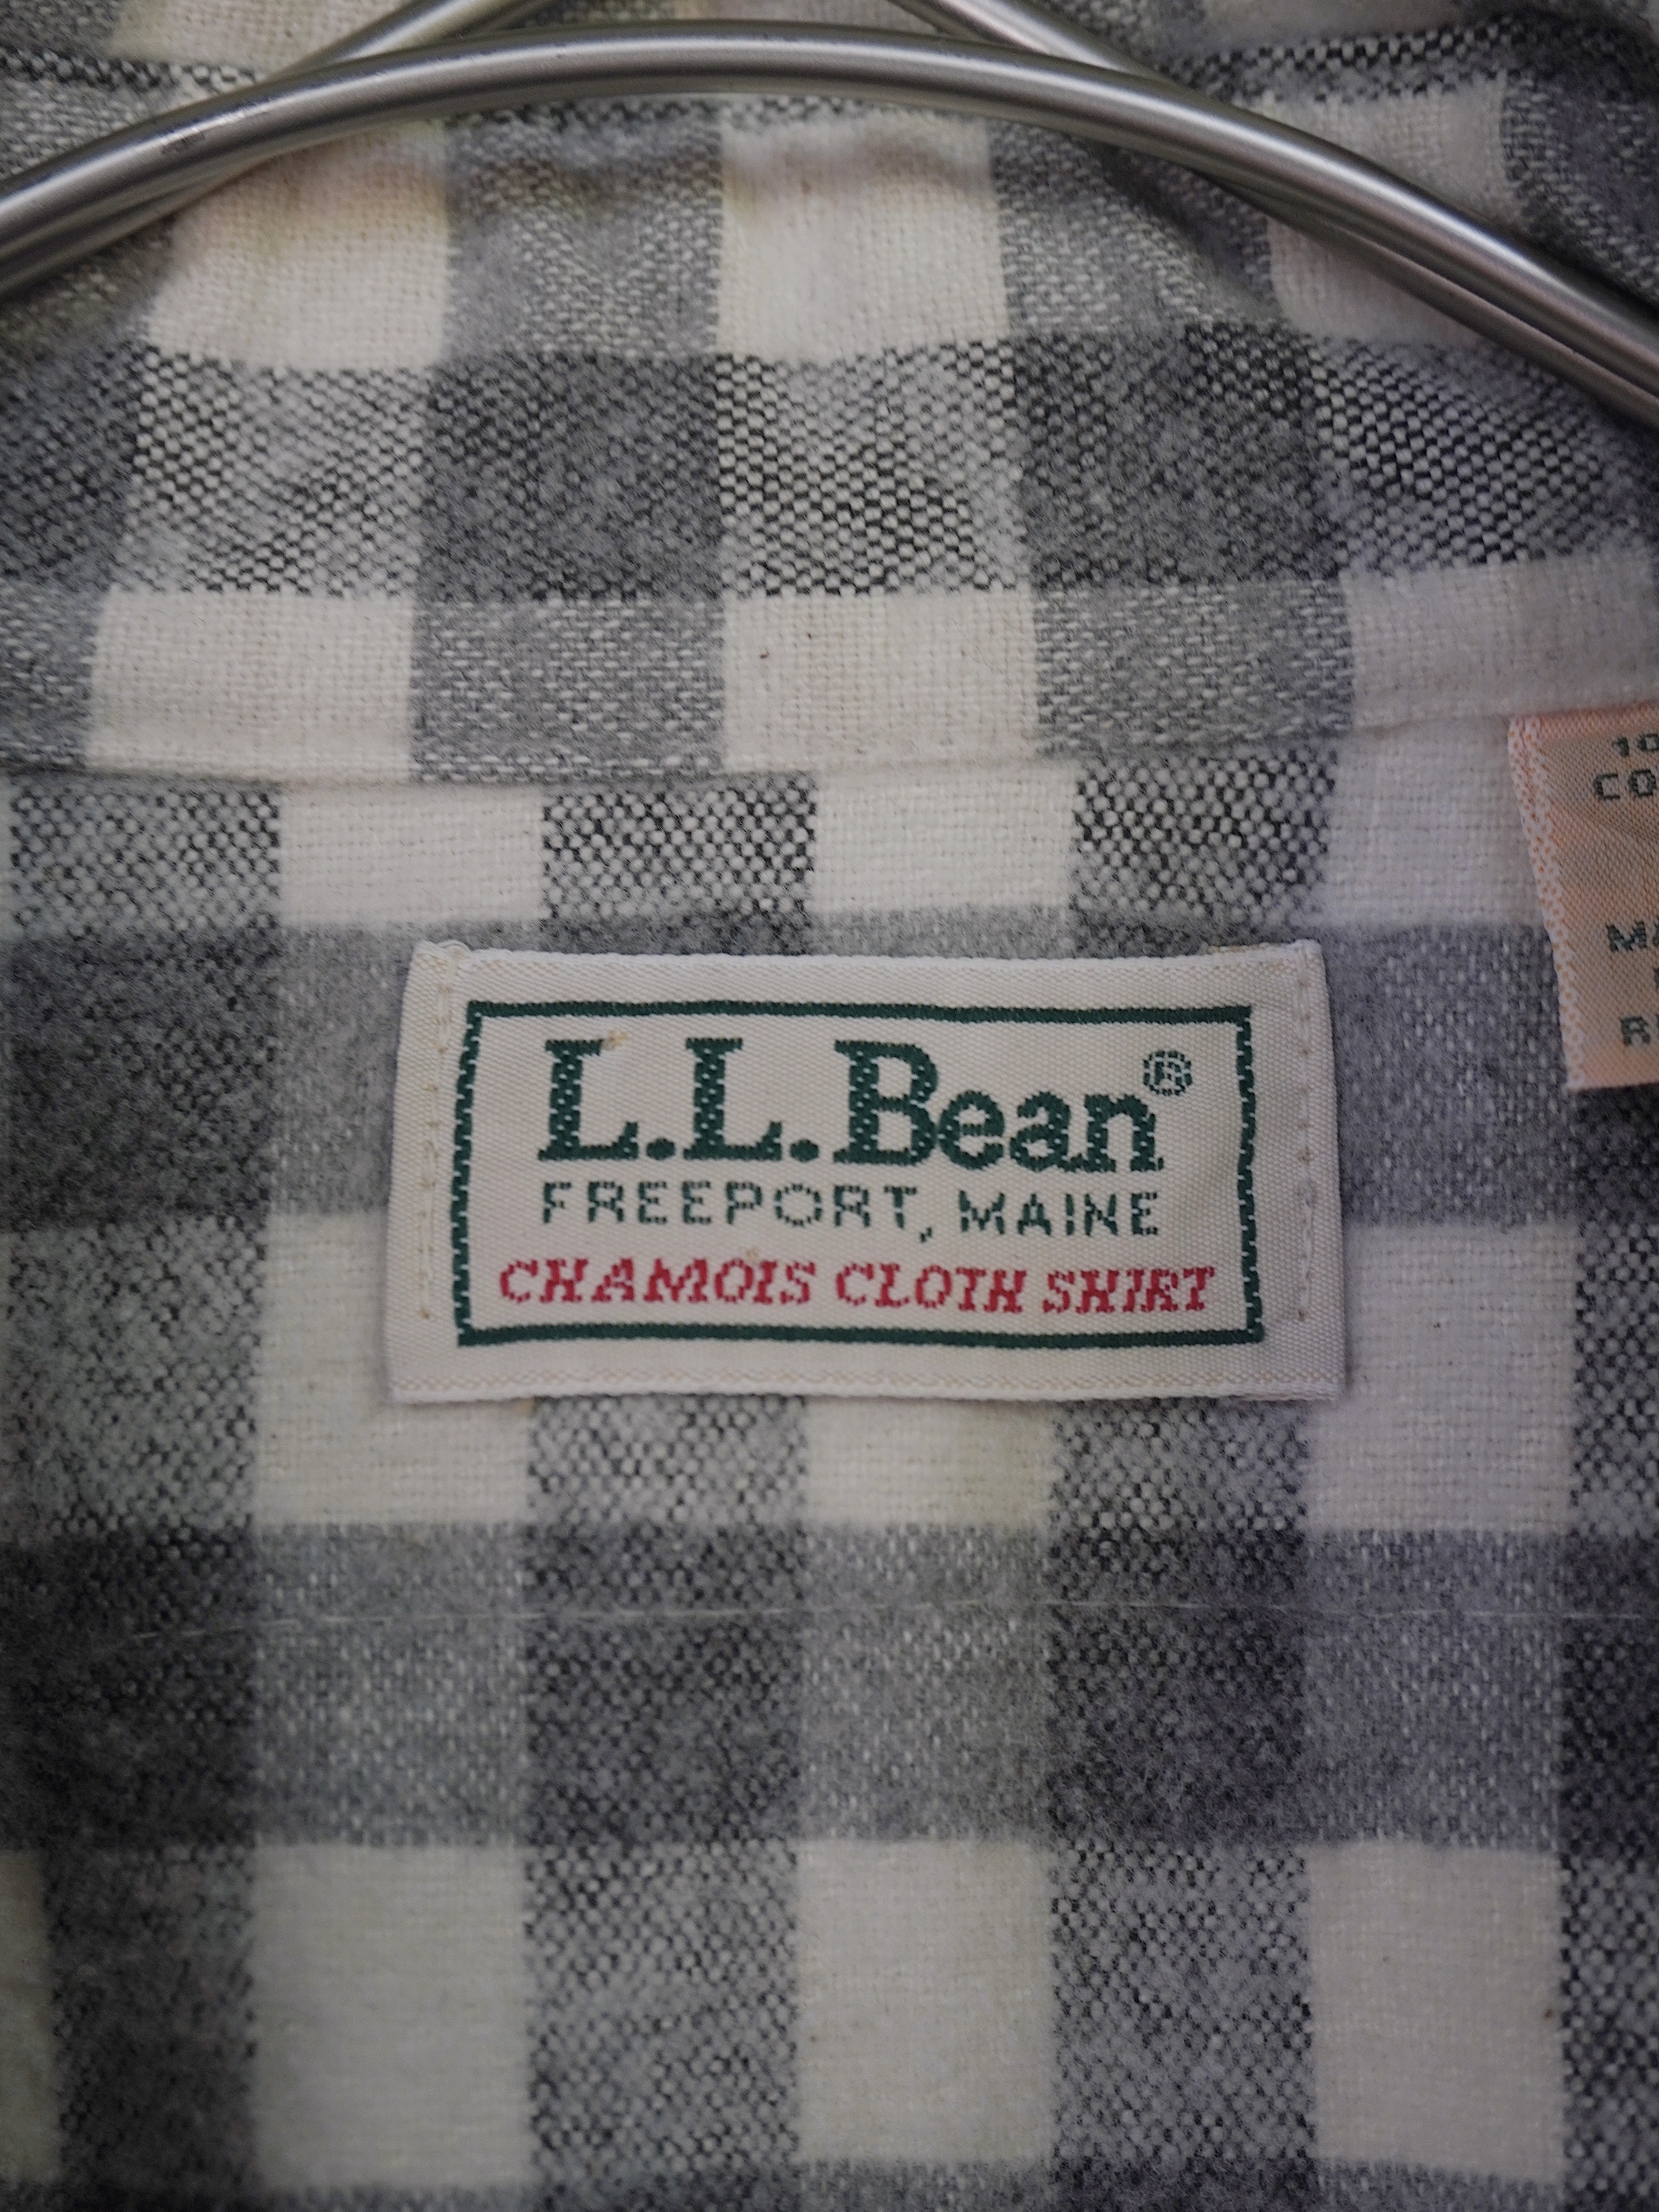 L.L.Bean®
FREEPORT, MAINE
CHAMOIS CLOTH SHIRT